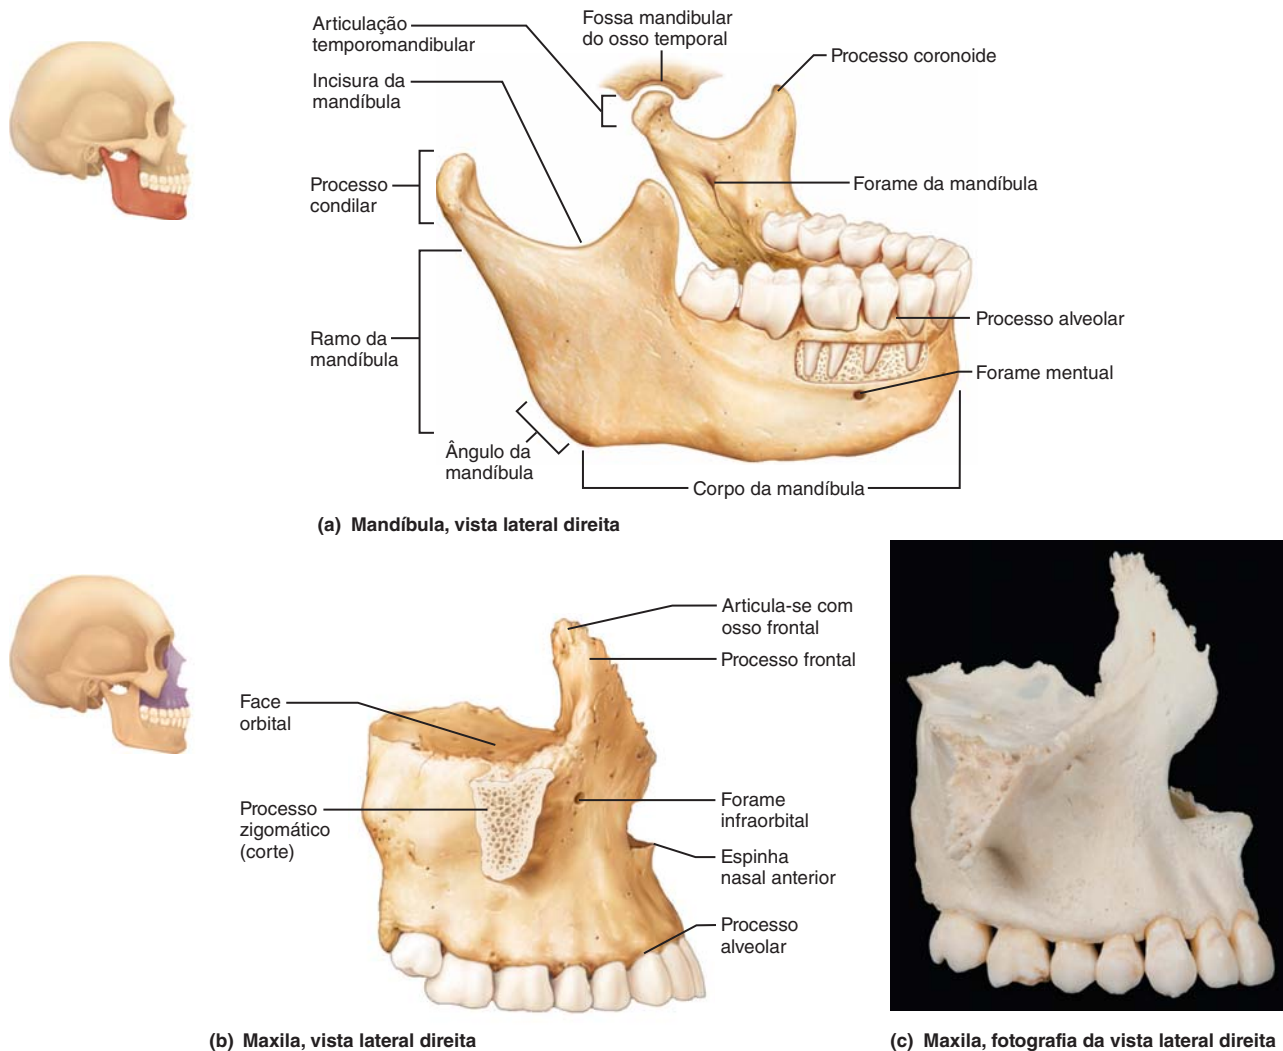 Articulação
temporomandibular
Fossa mandibular
do osso temporal
Processo coronoide
Incisura da
mandíbula
Processo
condilar
Forame da mandíbula
Ramo da
mandíbula
Processo alveolar
Forame mentual
Ângulo da
mandíbula
Corpo da mandíbula
(a) Mandíbula, vista lateral direita
Articula-se com
osso frontal
Processo frontal
Face
orbital
Processo
zigomático
(corte)
Forame
infraorbital
Espinha
nasal anterior
Processo
alveolar
(b) Maxila, vista lateral direita
(c) Maxila, fotografia da vista lateral direita